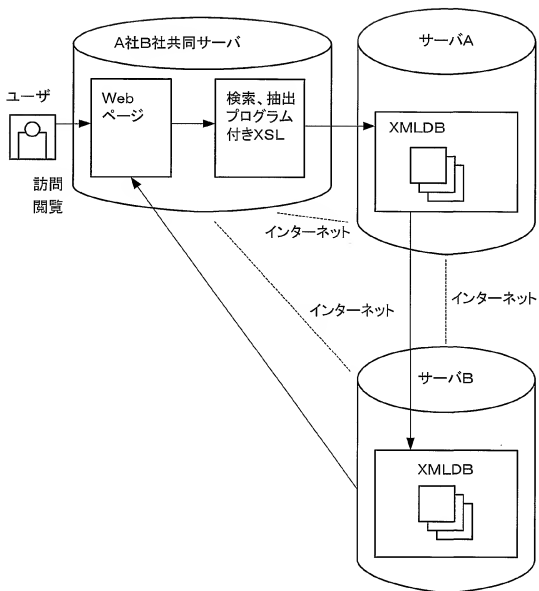 A社B社共同サーバ
サーバA
ユーザ
Web
ページ
検索、抽出
プログラム
付きXSL
XMLDB
訪問
閲覧
インターネット
インターネット
インターネット
サーバB
XMLDB